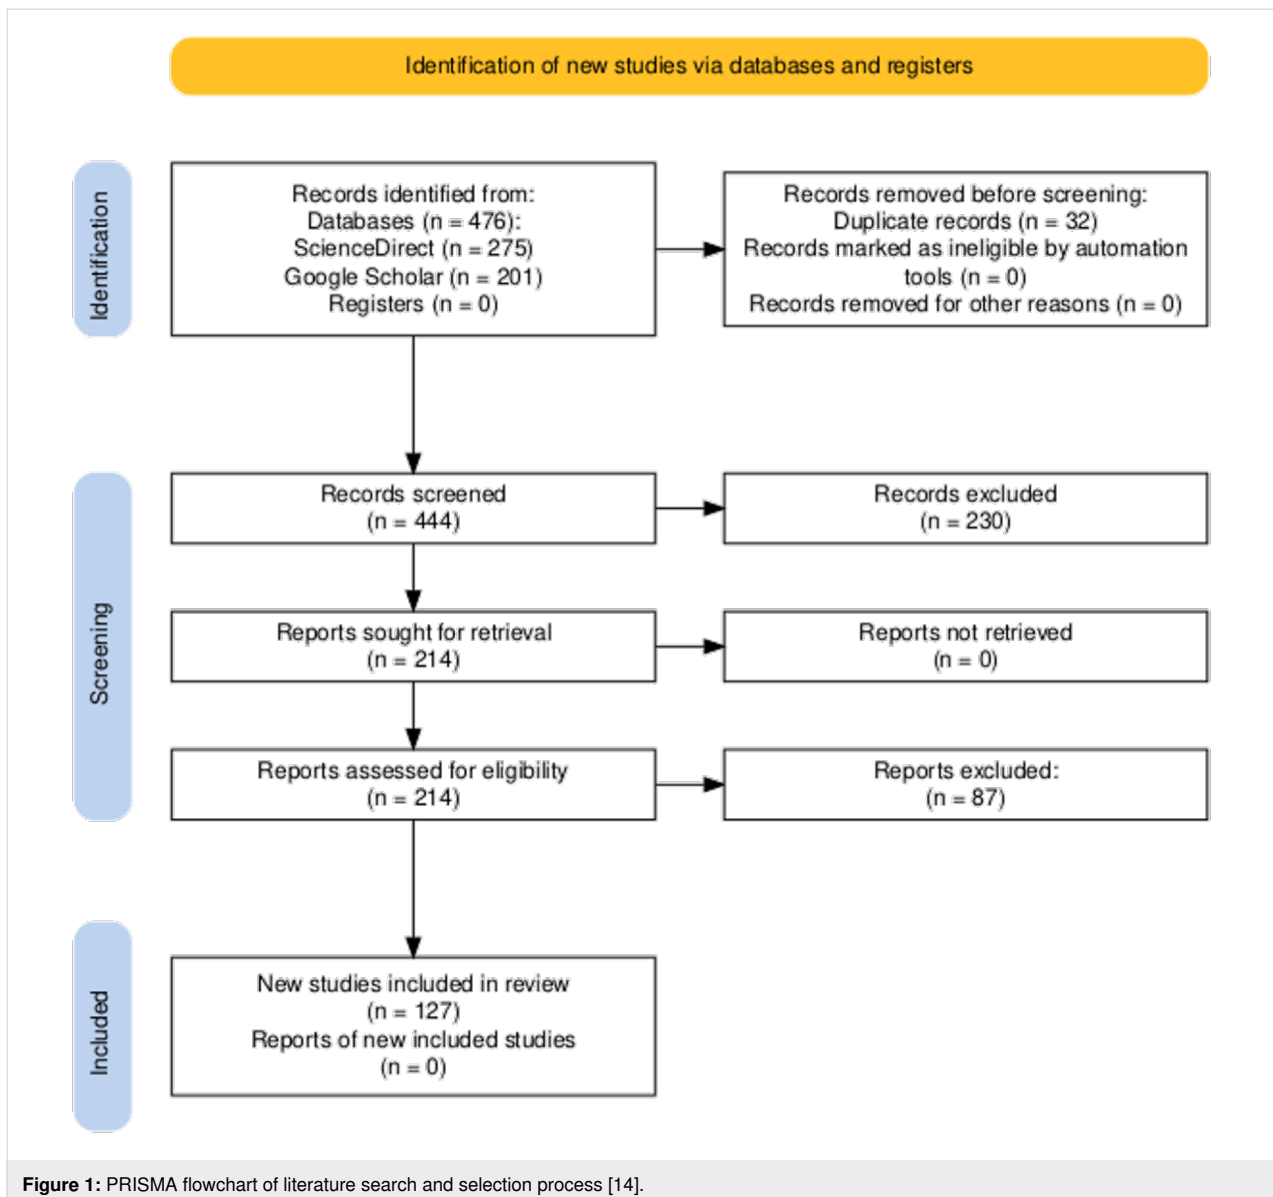 Identification of new studies via databases and registers
Identification
Records identified from:
Databases (n = 476):
ScienceDirect (n = 275)
Google Scholar (n = 201)
Registers (n = 0)
Records removed before screening:
Duplicate records (n = 32)
Records marked as ineligible by automation
tools (n = 0)
Records removed for other reasons (n = 0)
Screening
Records screened
(n = 444)
Records excluded
(n = 230)
Reports sought for retrieval
(n = 214)
Reports not retrieved
(n = 0)
Reports assessed for eligibility
(n = 214)
Reports excluded:
(n = 87)
Included
New studies included in review
(n = 127)
Reports of new included studies
(n = 0)
Figure 1: PRISMA flowchart of literature search and selection process [14].